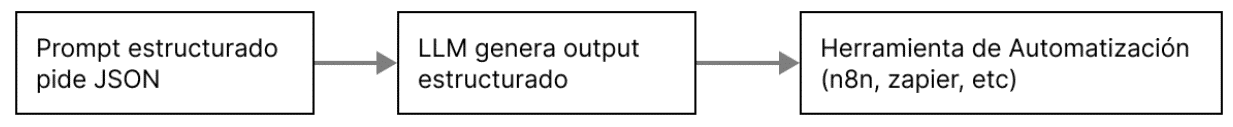 Prompt estructurado
pide JSON
LLM genera output
estructurado
Herramienta de Automatización
(n8n, zapier, etc)